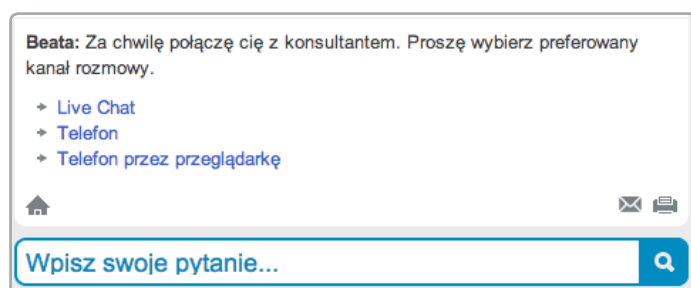 Beata: Za chwilę połączę cię z konsultantem. Proszę wybierz preferowany
kanał rozmowy.
Live Chat
Telefon
Telefon przez przeglądarkę
Wpisz swoje pytanie...